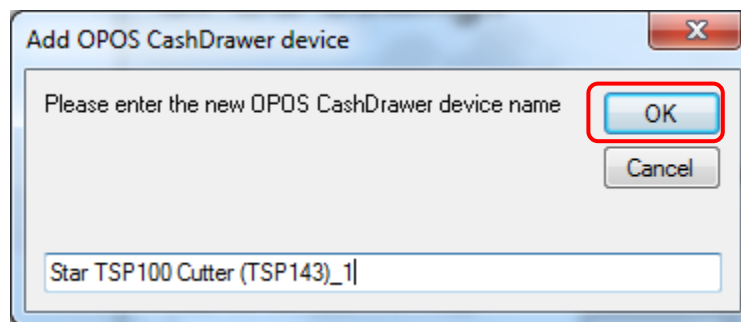 Add OPOS CashDrawer device
Please enter the new OPOS CashDrawer device name
OK
Cancel
Star TSP100 Cutter (TSP143)_1